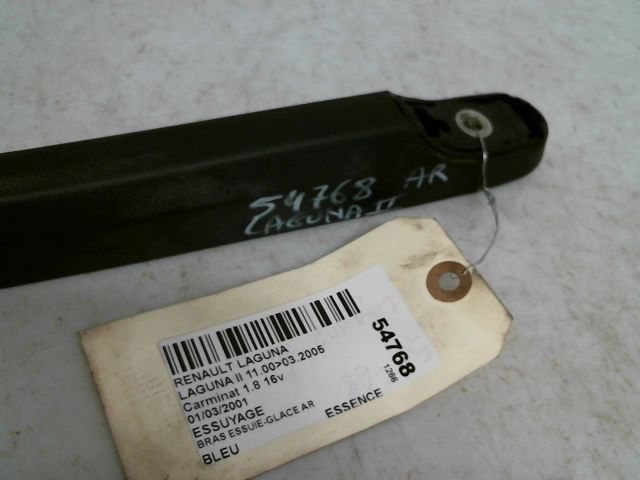 54768 AR
LAGUNA II
54768
1266
RENAULT LAGUNA
LAGUNA II 11.00>03.2005
Carminat 1.8 16v
01/03/2001
ESSUYAGE ESSENCE
BRAS ESSUIE-GLACE AR
BLEU